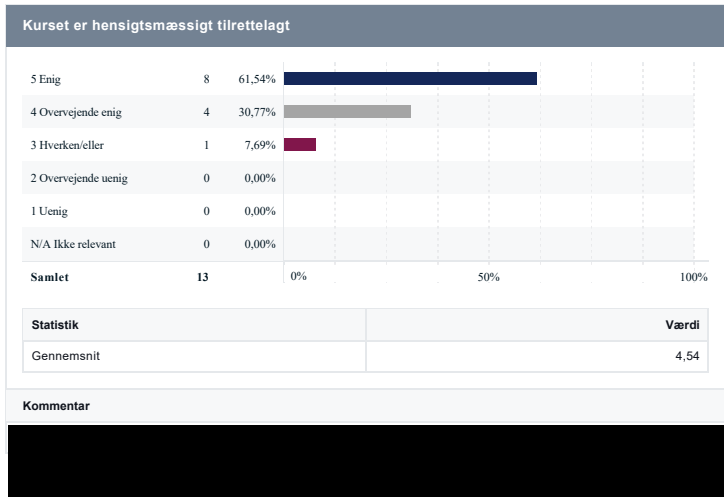 Kurset er hensigtsmæssigt tilrettelagt
5 Enig 8 61,54%
4 Overvejende enig 4 30,77%
3 Hverken/eller 1 7,69%
2 Overvejende uenig 0 0,00%
1 Uenig 0 0,00%
N/A Ikke relevant 0 0,00%
Samlet 13 0% 50% 100%
Statistik Værdi
Gennemsnit 4,54
Kommentar